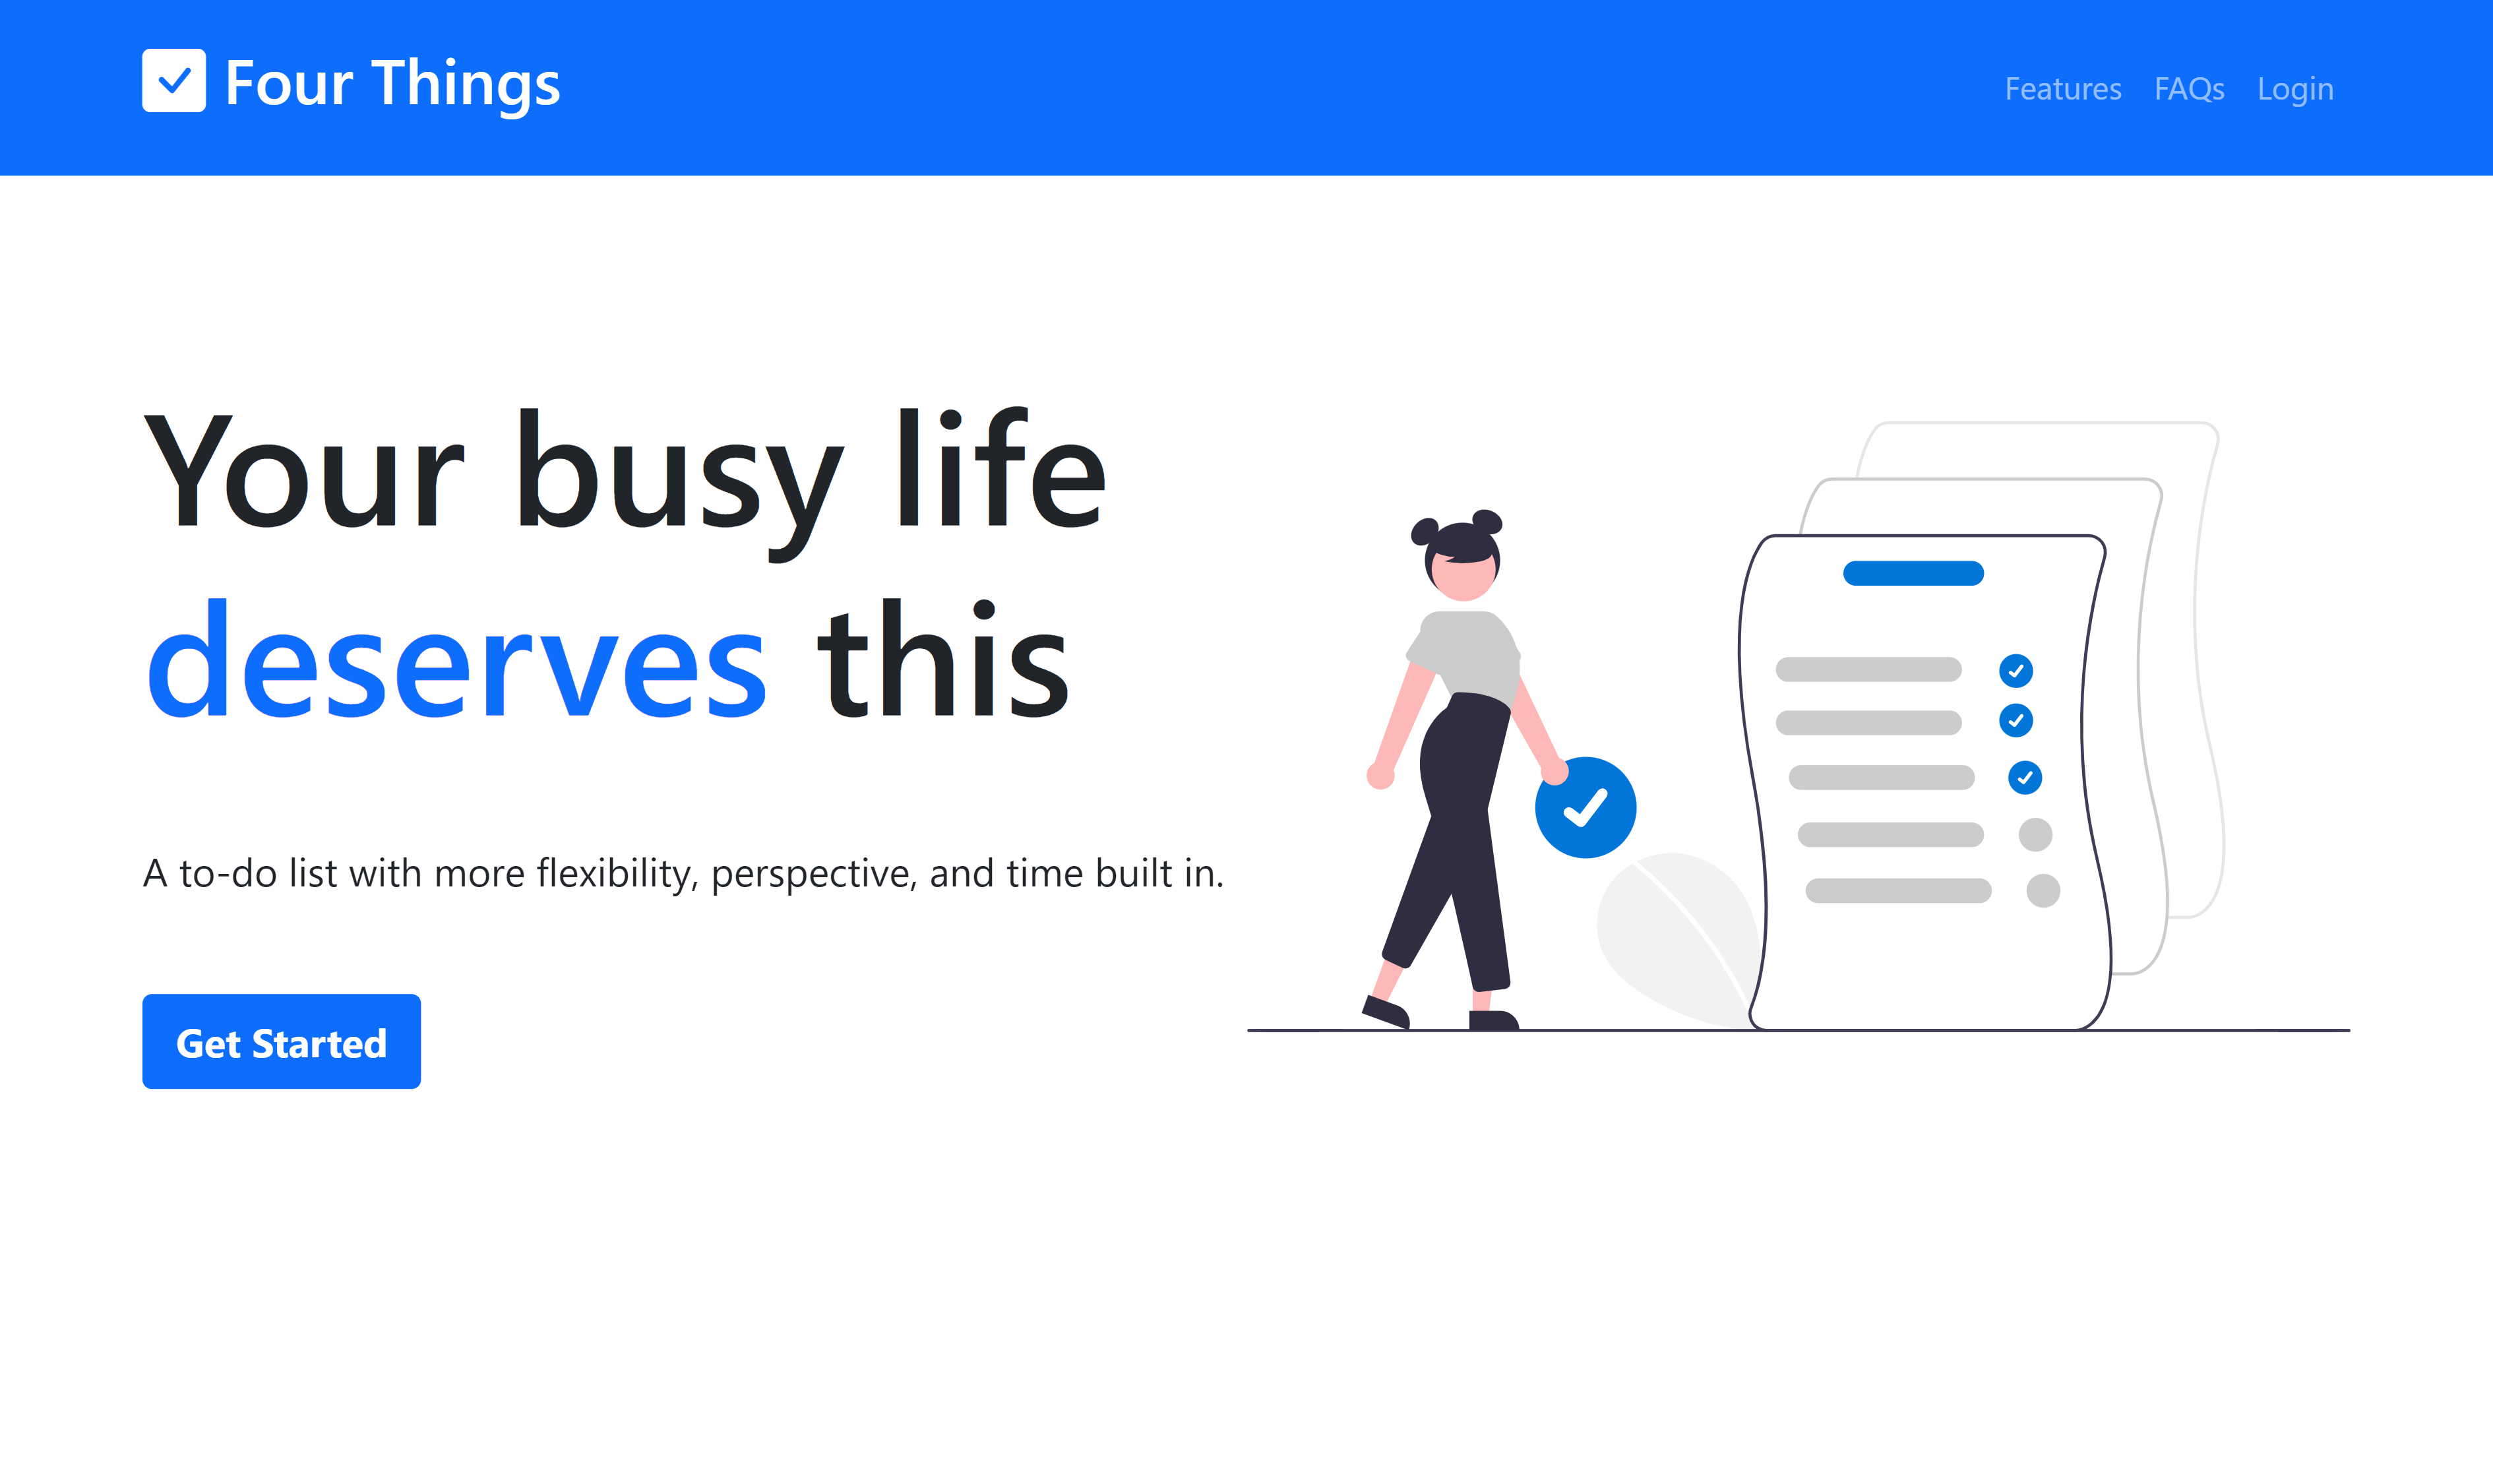 Four Things
Features FAQs Login
Your busy life
deserves this
A to-do list with more flexibility, perspective, and time built in.
Get Started